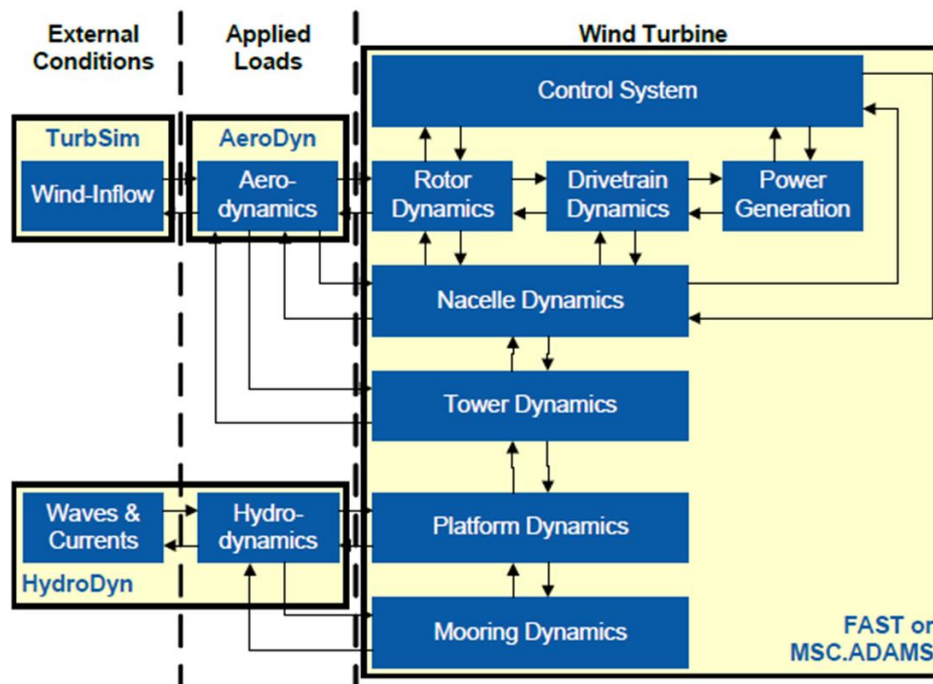 External
Conditions
Applied
Loads
Wind Turbine
Control System
TurbSim
AeroDyn
Wind-Inflow
Aero-
dynamics
Rotor
Dynamics
Drivetrain
Dynamics
Power
Generation
Nacelle Dynamics
Tower Dynamics
Waves &
Currents
Hydro-
dynamics
Platform Dynamics
HydroDyn
Mooring Dynamics
FAST or
MSC.ADAMS